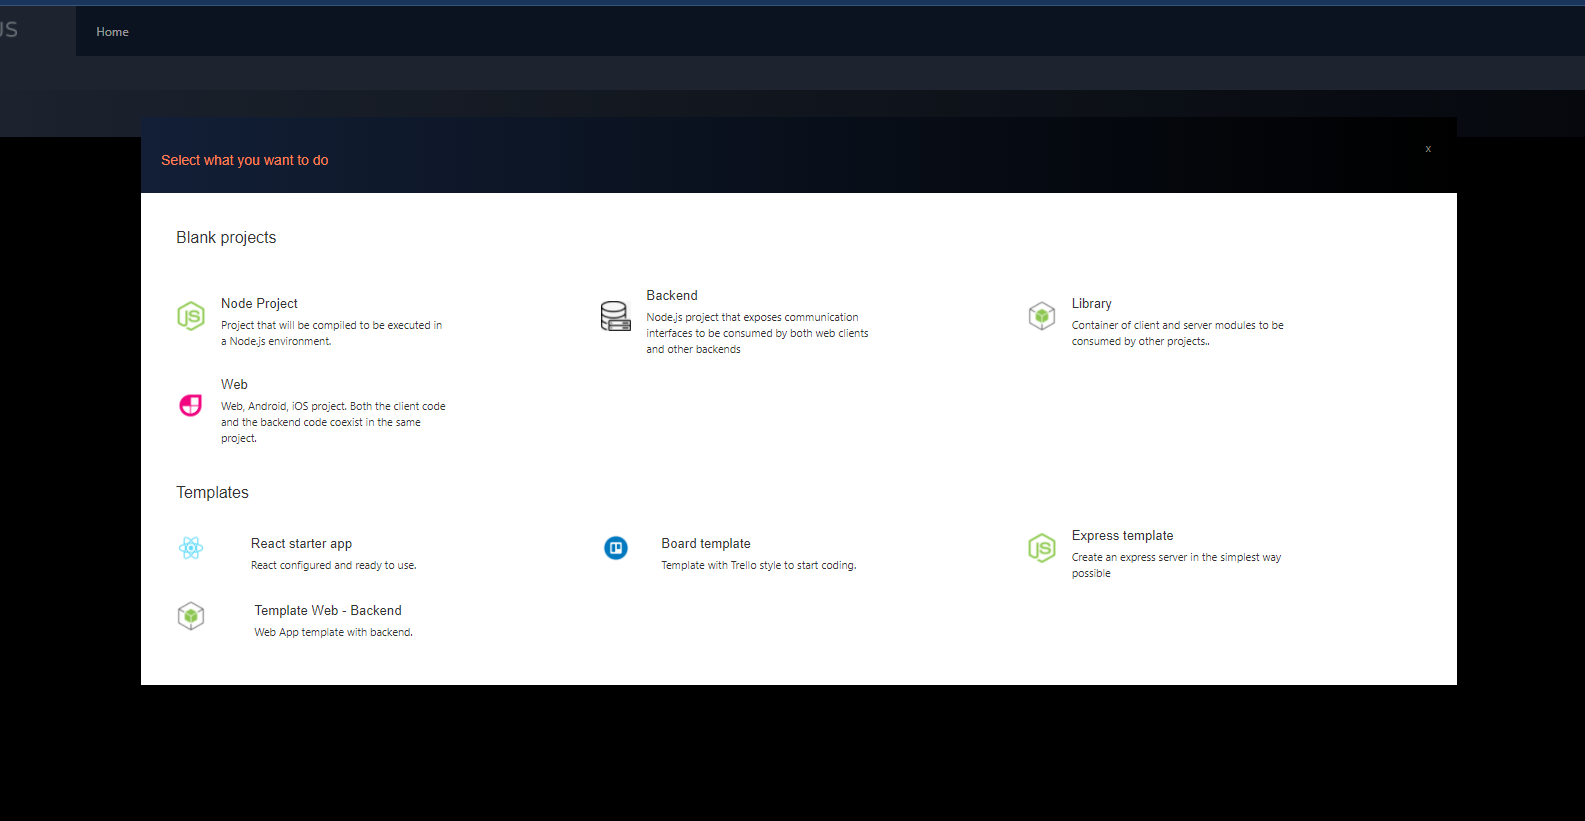 JS
Home
Select what you want to do
x
Blank projects
Node Project
Project that will be compiled to be executed in
a Node.js environment.
Backend
Node.js project that exposes communication
interfaces to be consumed by both web clients
and other backends
Library
Container of client and server modules to be
consumed by other projects..
Web
Web, Android, iOS project. Both the client code
and the backend code coexist in the same
project.
Templates
React starter app
React configured and ready to use.
Board template
Template with Trello style to start coding.
Express template
Create an express server in the simplest way
possible
Template Web - Backend
Web App template with backend.